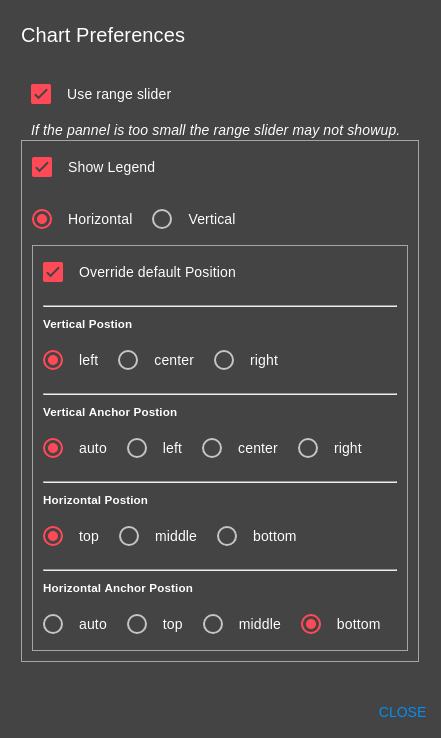 Chart Preferences
Use range slider
If the pannel is too small the range slider may not showup.
Show Legend
Horizontal Vertical
Override default Position
Vertical Postion
left center right
Vertical Anchor Postion
auto left center right
Horizontal Postion
top middle bottom
Horizontal Anchor Postion
auto top middle bottom
CLOSE